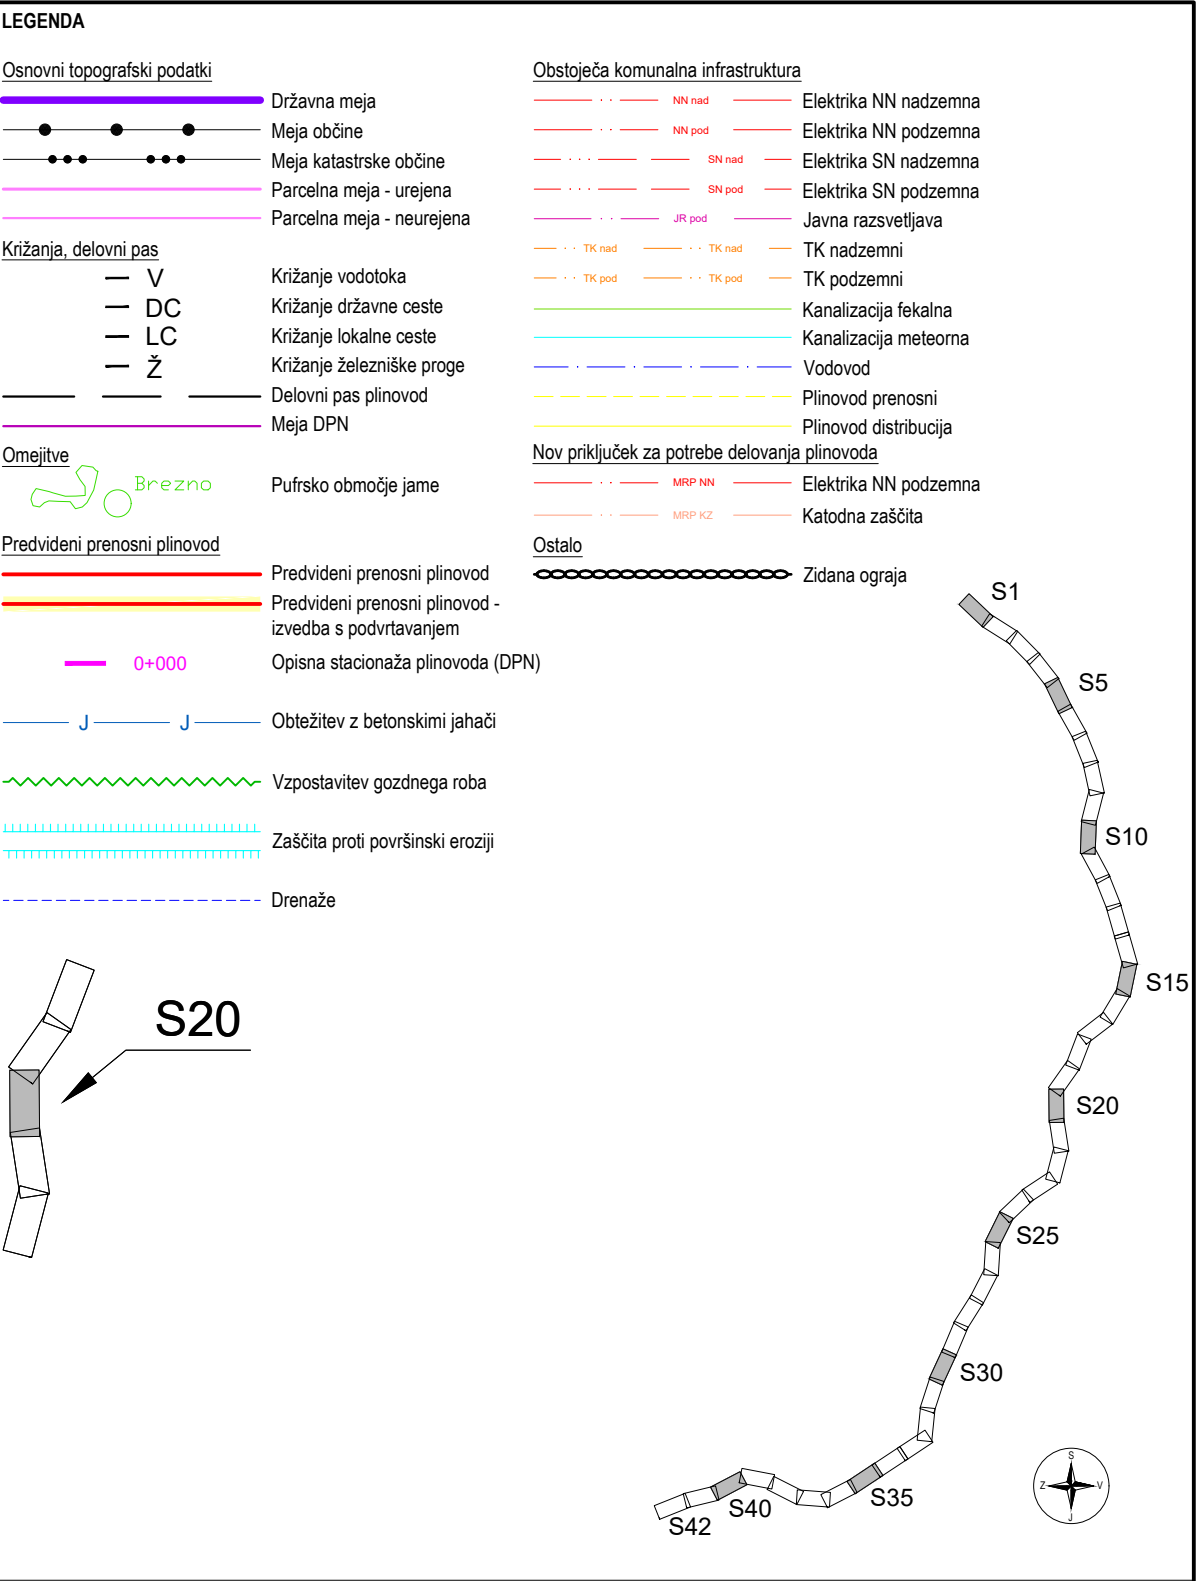 LEGENDA
Osnovni topografski podatki
Državna meja
Meja občine
Meja katastrske občine
Parcelna meja - urejena
Parcelna meja - neurejena
Križanja, delovni pas
V Križanje vodotoka
DC Križanje državne ceste
LC Križanje lokalne ceste
Ž Križanje železniške proge
Delovni pas plinovod
Meja DPN
Omejitve
Brezno Pufrsko območje jame
Predvideni prenosni plinovod
Predvideni prenosni plinovod
Predvideni prenosni plinovod -
izvedba s podvrtavanjem
0+000 Opisna stacionaža plinovoda (DPN)
J J Obtežitev z betonskimi jahači
Vzpostavitev gozdnega roba
Zaščita proti površinski eroziji
Drenaže
Obstoječa komunalna infrastruktura
NN nad Elektrika NN nadzemna
NN pod Elektrika NN podzemna
SN nad Elektrika SN nadzemna
SN pod Elektrika SN podzemna
JR pod Javna razsvetljava
TK nad TK nad TK nadzemni
TK pod TK pod TK podzemni
Kanalizacija fekalna
Kanalizacija meteorna
Vodovod
Plinovod prenosni
Plinovod distribucija
Nov priključek za potrebe delovanja plinovoda
MRP NN Elektrika NN podzemna
MRP KZ Katodna zaščita
Ostalo
Zidana ograja
S20
S1
S5
S10
S15
S20
S25
S30
S35
S40
S42
S
Z V
J